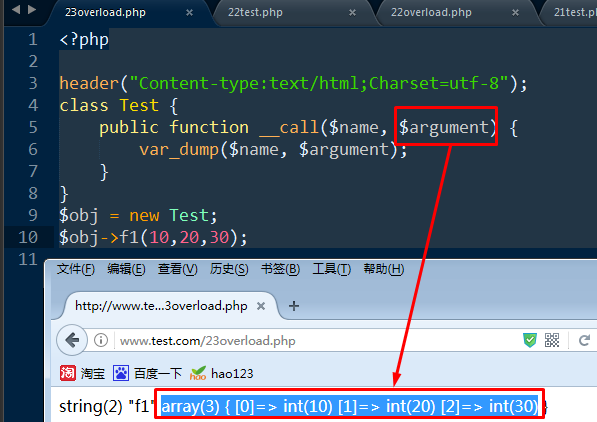 23overload.php × 22test.php × 22overload.php × 21test.php
1 <?php
2
3 header("Content-type:text/html;Charset=utf-8");
4 class Test {
5 public function __call($name, $argument) {
6 var_dump($name, $argument);
7 }
8 }
9 $obj = new Test;
10 $obj->f1(10,20,30);
11
文件(F) 编辑(E) 查看(V) 历史(S) 书签(B) 工具(T) 帮助(H)
http://www.te...3overload.php × +
www.test.com/23overload.php
淘 淘宝 百度一下 hao123
string(2) "f1" array(3) { [0]=> int(10) [1]=> int(20) [2]=> int(30) }